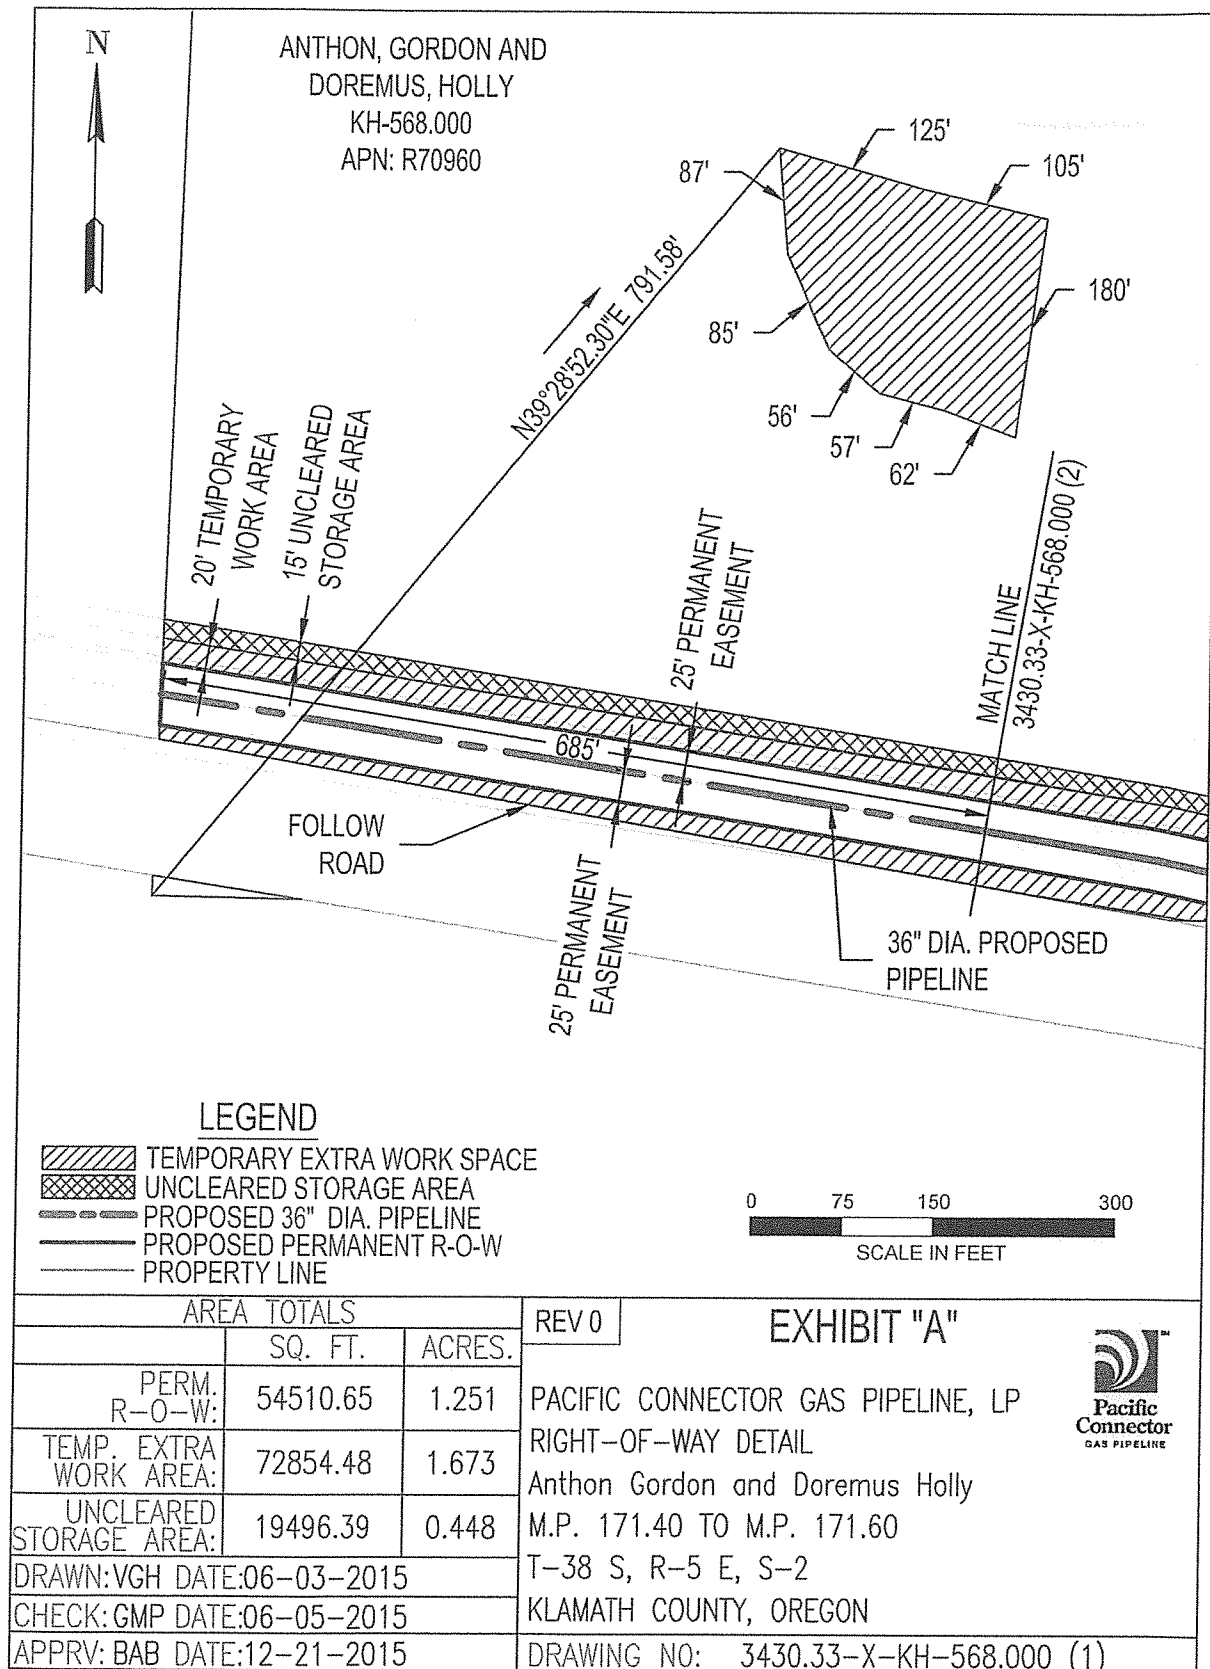 N
ANTHON, GORDON AND
DOREMUS, HOLLY
KH-568.000
APN: R70960
125'
105'
87'
180'
85'
56'
57'
62'
N39°28'52.30"E 791.58'
20' TEMPORARY
WORK AREA
15' UNCLEARED
STORAGE AREA
25' PERMANENT
EASEMENT
MATCH LINE
3430.33-X-KH-568.000 (2)
685'
FOLLOW
ROAD
25' PERMANENT
EASEMENT
36" DIA. PROPOSED
PIPELINE
LEGEND
TEMPORARY EXTRA WORK SPACE
UNCLEARED STORAGE AREA
PROPOSED 36" DIA. PIPELINE
PROPOSED PERMANENT R-O-W
PROPERTY LINE
0 75 150 300
SCALE IN FEET
AREA TOTALS
SQ. FT. ACRES.
PERM.
R-O-W: 54510.65 1.251
TEMP. EXTRA
WORK AREA: 72854.48 1.673
UNCLEARED
STORAGE AREA: 19496.39 0.448
DRAWN: VGH DATE: 06-03-2015
CHECK: GMP DATE: 06-05-2015
APPRV: BAB DATE: 12-21-2015
REV 0
EXHIBIT "A"
PACIFIC CONNECTOR GAS PIPELINE, LP
RIGHT-OF-WAY DETAIL
Anthon Gordon and Doremus Holly
M.P. 171.40 TO M.P. 171.60
T-38 S, R-5 E, S-2
KLAMATH COUNTY, OREGON
DRAWING NO: 3430.33-X-KH-568.000 (1)
™
Pacific
Connector
GAS PIPELINE